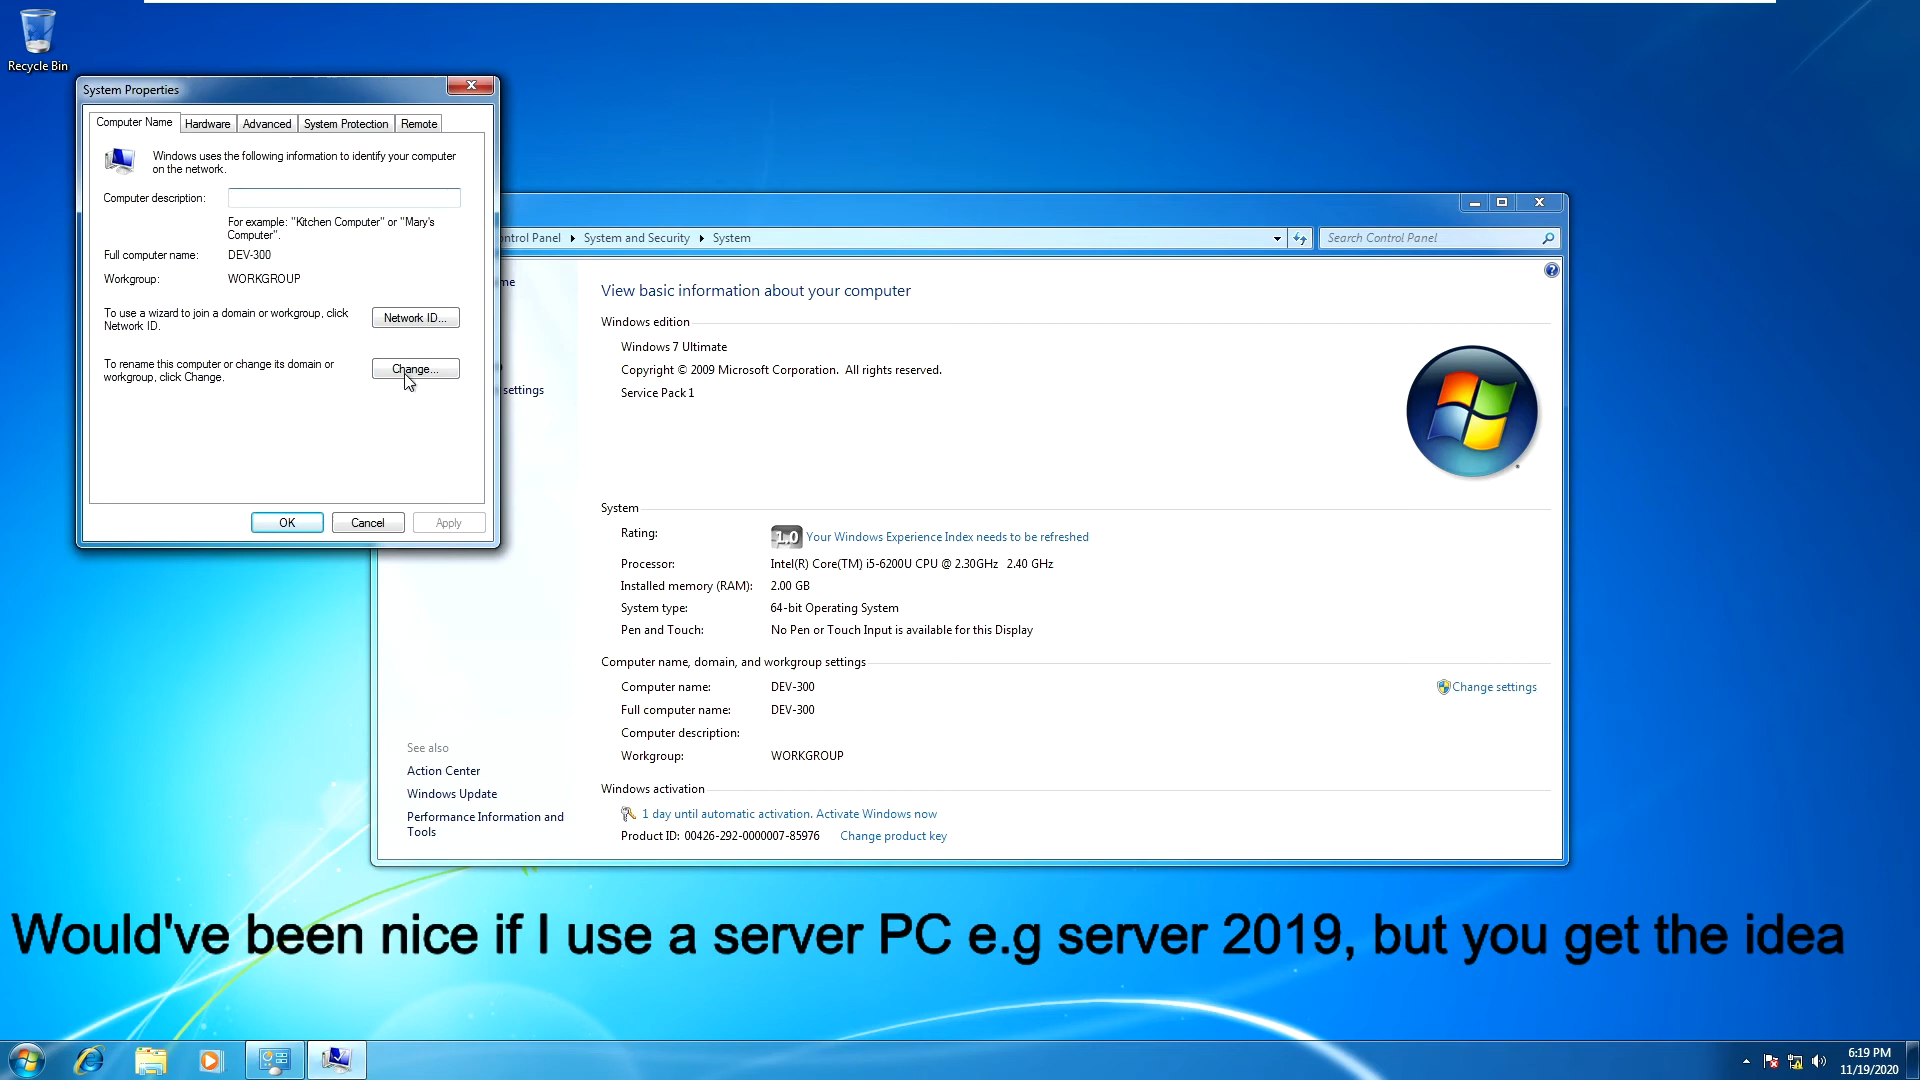 Recycle Bin
System Properties
Computer Name
Hardware
Advanced
System Protection
Remote
Windows uses the following information to identify your computer
on the network.
Computer description:
For example: "Kitchen Computer" or "Mary's
Computer".
Full computer name:
DEV-300
Workgroup:
WORKGROUP
To use a wizard to join a domain or workgroup, click
Network ID.
Network ID...
To rename this computer or change its domain or
workgroup, click Change.
Change...
OK
Cancel
Apply
ontrol Panel
System and Security
System
Search Control Panel
me
settings
View basic information about your computer
Windows edition
Windows 7 Ultimate
Copyright © 2009 Microsoft Corporation. All rights reserved.
Service Pack 1
System
Rating:
1.0
Your Windows Experience Index needs to be refreshed
Processor:
Intel(R) Core(TM) i5-6200U CPU @ 2.30GHz 2.40 GHz
Installed memory (RAM):
2.00 GB
System type:
64-bit Operating System
Pen and Touch:
No Pen or Touch Input is available for this Display
Computer name, domain, and workgroup settings
Computer name:
DEV-300
Change settings
Full computer name:
DEV-300
Computer description:
Workgroup:
WORKGROUP
Windows activation
1 day until automatic activation. Activate Windows now
Product ID: 00426-292-0000007-85976
Change product key
See also
Action Center
Windows Update
Performance Information and
Tools
Would've been nice if I use a server PC e.g server 2019, but you get the idea
6:19 PM
11/19/2020